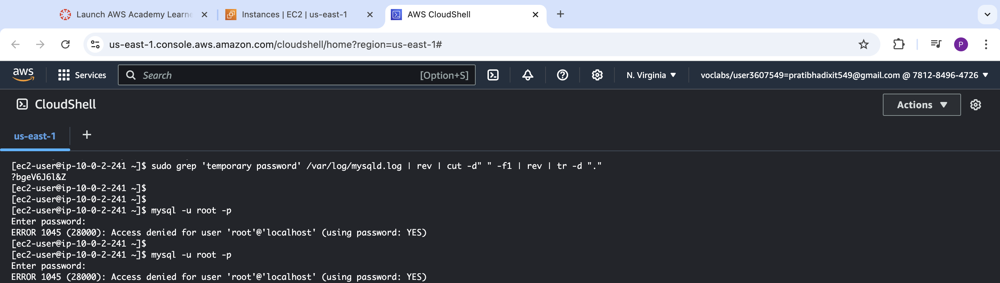 Launch AWS Academy Learne
Instances | EC2 | us-east-1
AWS CloudShell
us-east-1.console.aws.amazon.com/cloudshell/home?region=us-east-1#
P
aws
Services
Search
[Option+S]
N. Virginia
voclabs/user3607549=pratibhadixit549@gmail.com @ 7812-8496-4726
CloudShell
Actions
us-east-1
[ec2-user@ip-10-0-2-241 ~]$ sudo grep 'temporary password' /var/log/mysqld.log | rev | cut -d" " -f1 | rev | tr -d "."
?bgeV6J6l&Z
[ec2-user@ip-10-0-2-241 ~]$
[ec2-user@ip-10-0-2-241 ~]$
[ec2-user@ip-10-0-2-241 ~]$ mysql -u root -p
Enter password:
ERROR 1045 (28000): Access denied for user 'root'@'localhost' (using password: YES)
[ec2-user@ip-10-0-2-241 ~]$
[ec2-user@ip-10-0-2-241 ~]$ mysql -u root -p
Enter password:
ERROR 1045 (28000): Access denied for user 'root'@'localhost' (using password: YES)